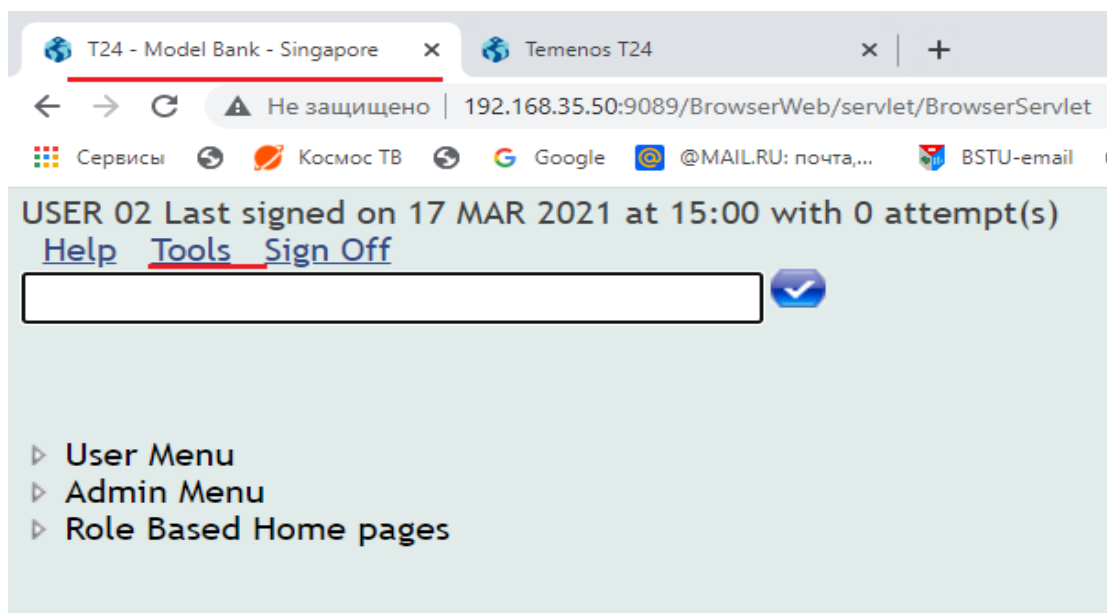 T24 - Model Bank - Singapore Temenos T24
Не защищено 192.168.35.50:9089/BrowserWeb/servlet/BrowserServlet
Сервисы Космос ТВ Google @MAIL.RU: почта,... BSTU-email
USER 02 Last signed on 17 MAR 2021 at 15:00 with 0 attempt(s)
Help Tools Sign Off
User Menu
Admin Menu
Role Based Home pages